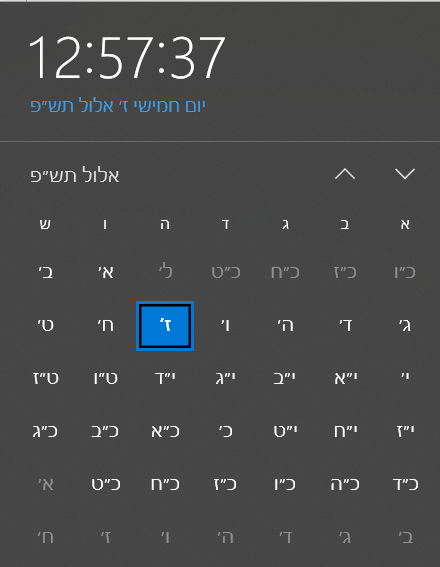 12:57:37
יום חמישי ז' אלול תש"פ
אלול תש"פ
א ב ג ד ה ו ש
כ"ו כ"ז כ"ח כ"ט ל' א' ב'
ג' ד' ה' ו' ז' ח' ט'
י' י"א י"ב י"ג י"ד ט"ו ט"ז
י"ז י"ח י"ט כ' כ"א כ"ב כ"ג
כ"ד כ"ה כ"ו כ"ז כ"ח כ"ט א'
ב' ג' ד' ה' ו' ז' ח'